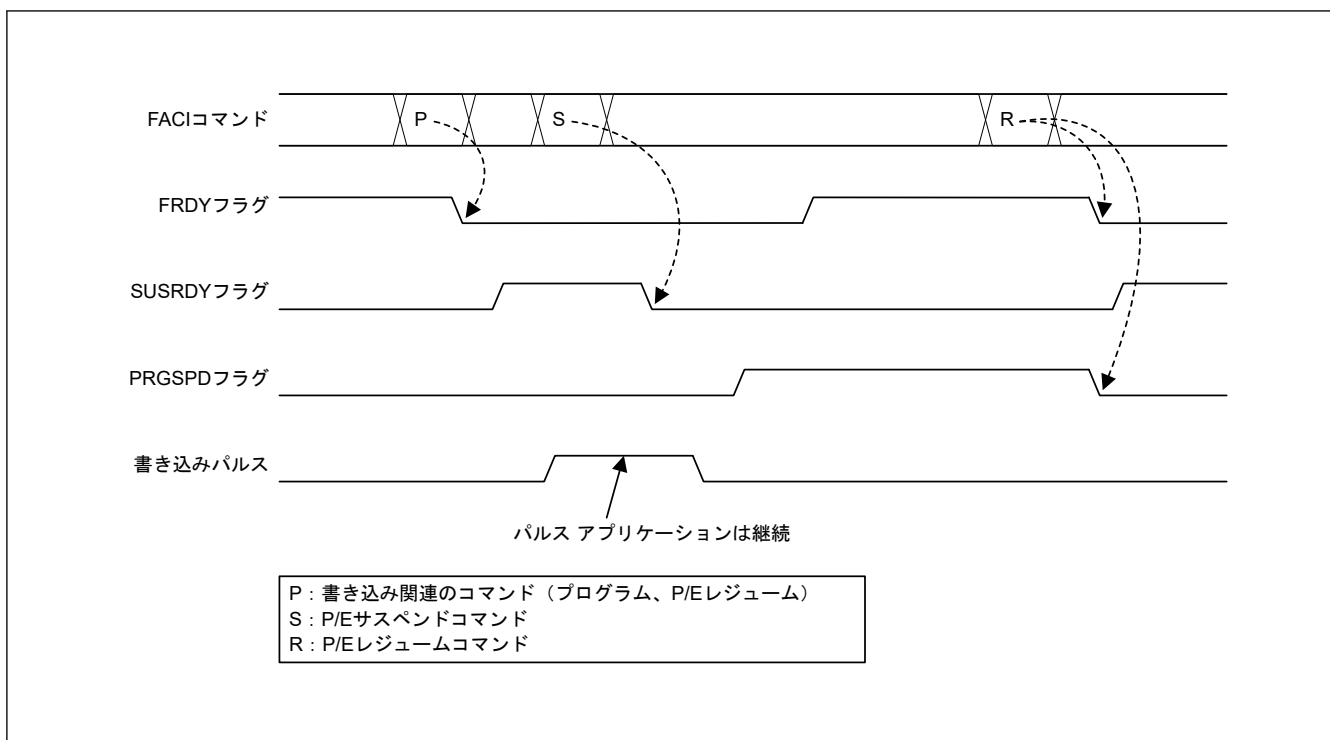 FACIコマンド
P
S
R
FRDYフラグ
SUSRDYフラグ
PRGSPDフラグ
書き込みパルス
パルス アプリケーションは継続
P：書き込み関連のコマンド（プログラム、P/Eレジューム）
S：P/Eサスペンドコマンド
R：P/Eレジュームコマンド